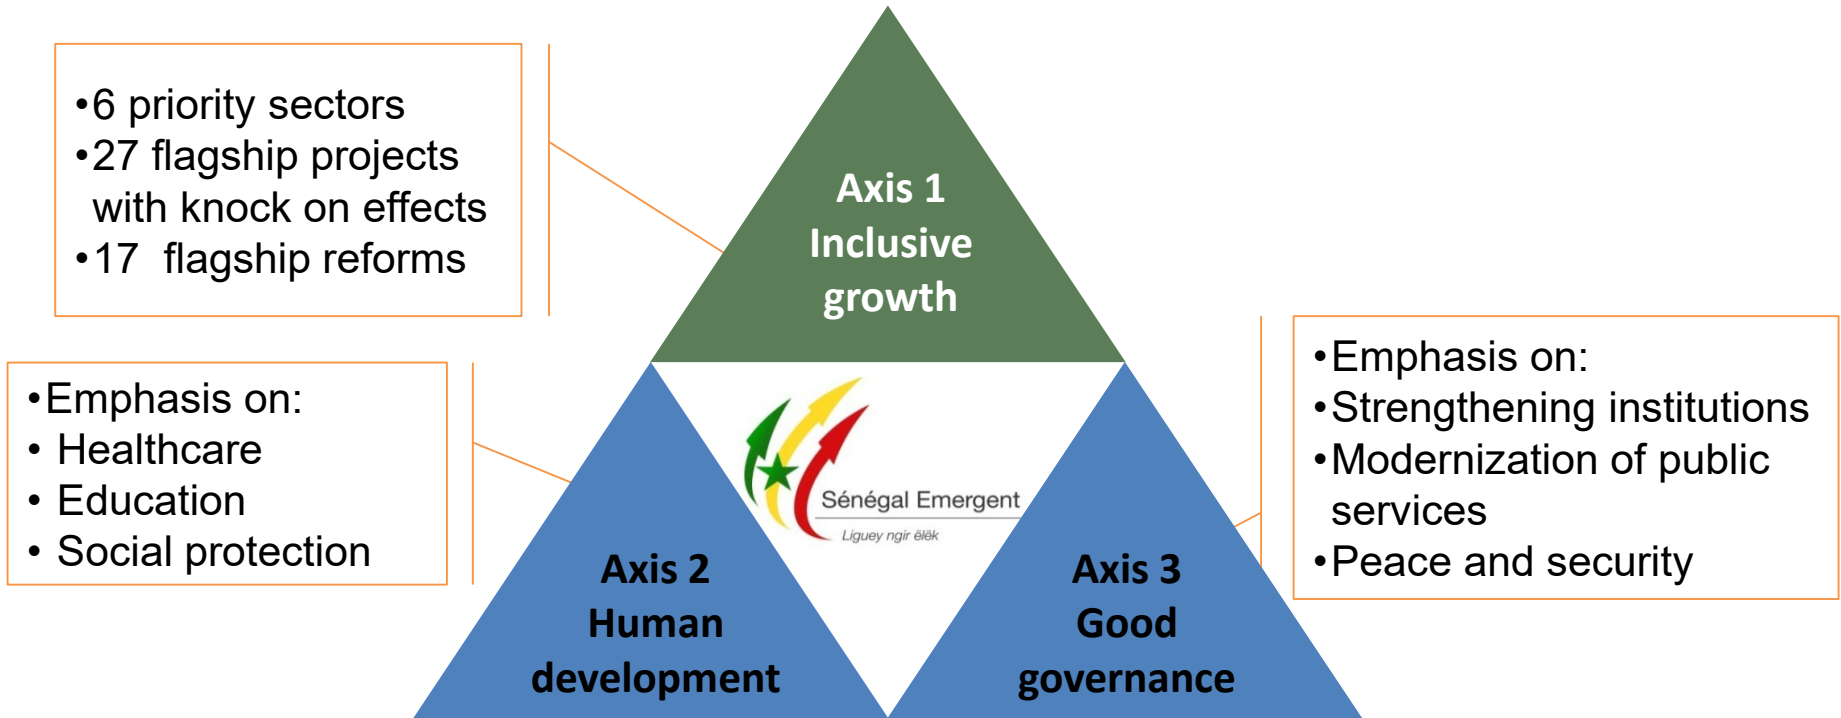 •6 priority sectors
•27 flagship projects
with knock on effects
•17 flagship reforms
Axis 1
Inclusive
growth
•Emphasis on:
• Healthcare
• Education
• Social protection
Sénégal Emergent
Liguey ngir ëlëk
•Emphasis on:
•Strengthening institutions
•Modernization of public
services
•Peace and security
Axis 2
Human
development
Axis 3
Good
governance